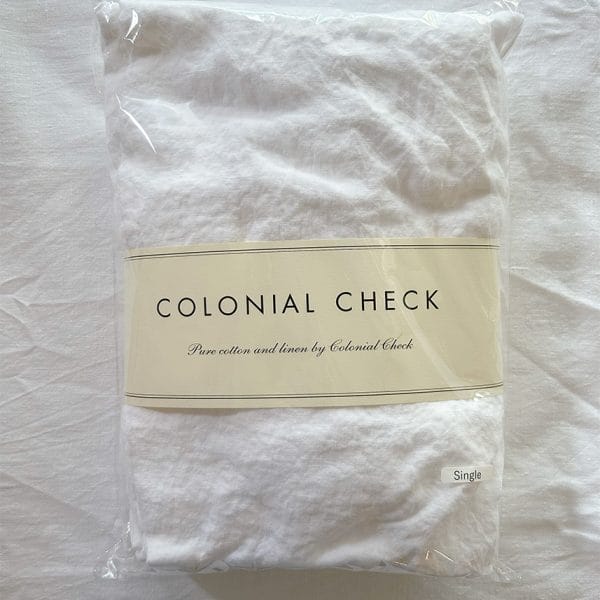 COLONIAL CHECK
Pure cotton and linen by Colonial Check
Single